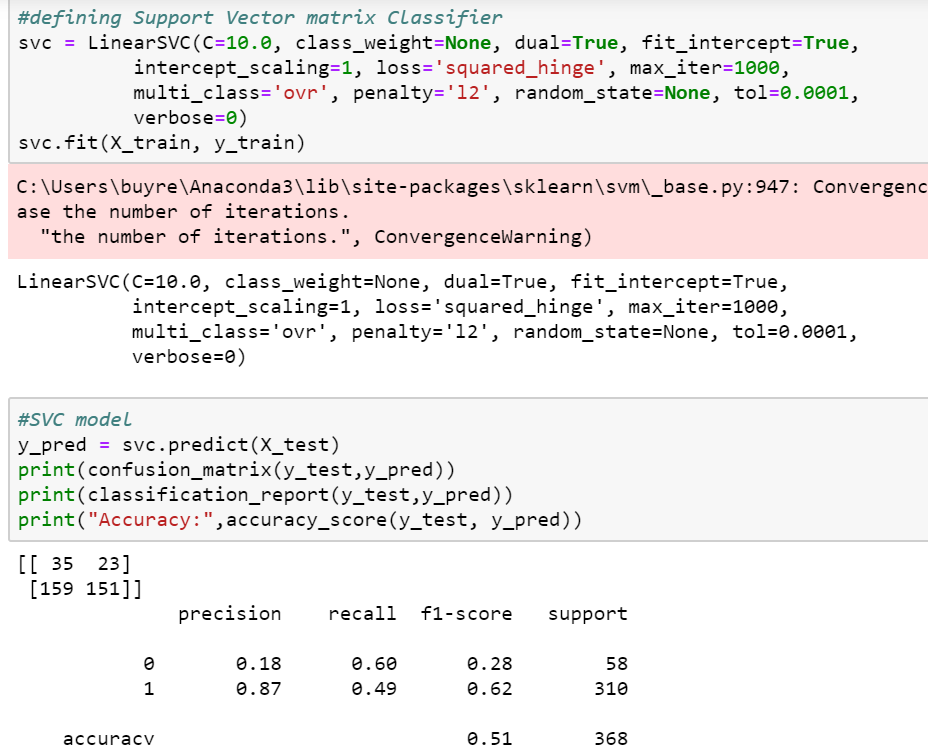 #defining Support Vector matrix Classifier
svc = LinearSVC(C=10.0, class_weight=None, dual=True, fit_intercept=True,
          intercept_scaling=1, loss='squared_hinge', max_iter=1000,
          multi_class='ovr', penalty='l2', random_state=None, tol=0.0001,
          verbose=0)
svc.fit(X_train, y_train)
C:\Users\buyre\Anaconda3\lib\site-packages\sklearn\svm\_base.py:947: Convergenc
ase the number of iterations.
  "the number of iterations.", ConvergenceWarning)
LinearSVC(C=10.0, class_weight=None, dual=True, fit_intercept=True,
          intercept_scaling=1, loss='squared_hinge', max_iter=1000,
          multi_class='ovr', penalty='l2', random_state=None, tol=0.0001,
          verbose=0)
#SVC model
y_pred = svc.predict(X_test)
print(confusion_matrix(y_test,y_pred))
print(classification_report(y_test,y_pred))
print("Accuracy:",accuracy_score(y_test, y_pred))
[[ 35  23]
 [159 151]]
              precision    recall  f1-score   support
           0       0.18      0.60      0.28        58
           1       0.87      0.49      0.62       310
    accuracy                           0.51       368